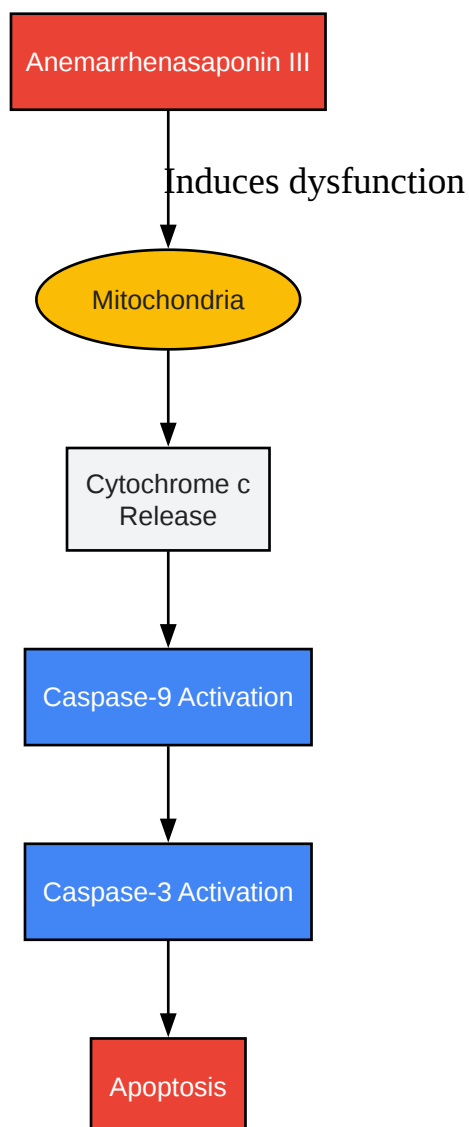 Anemarrhenasaponin III
Induces dysfunction
Mitochondria
Cytochrome c
Release
Caspase-9 Activation
Caspase-3 Activation
Apoptosis